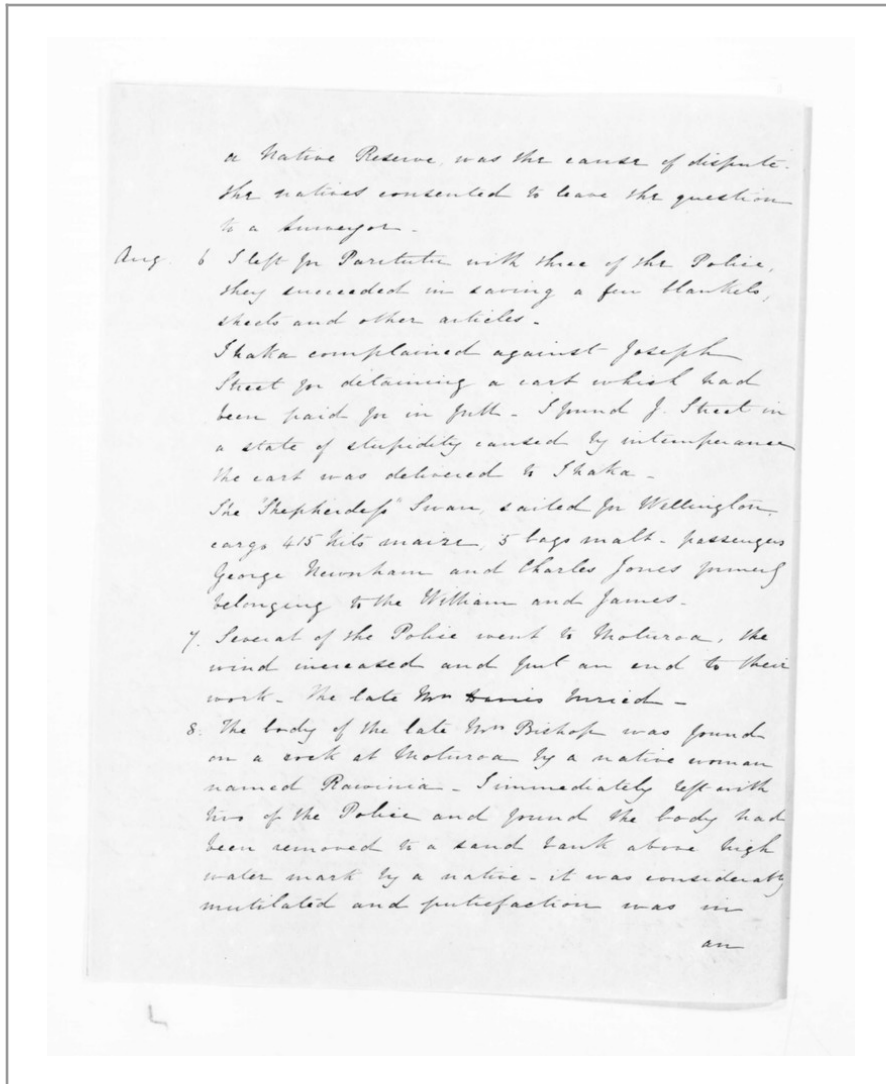 a Native Reserve, was the cause of dispute.
the natives consented to leave the question
to a Surveyor -
Aug. 6 I left for Paritutu with three of the Police,
they succeeded in saving a few blankets,
sheets and other articles -
Ihaka complained against Joseph
Street for detaining a cart which had
been paid for in full - I found J. Street in
a state of stupidity caused by intemperance
the cart was delivered to Ihaka -
The "Shepherdess" Swan, sailed for Wellington,
cargo 415 kits maize, 5 bags malt - passengers
George Newnham and Charles Jones formerly
belonging to the William and James -
7. Several of the Police went to Moturoa, the
wind increased and put an end to their
work - The late Mrs Davies buried -
8. The body of the late Mrs Bishop was found
on a rock at Moturoa by a native woman
named Rawinia - I immediately left with
two of the Police and found the body had
been removed to a sand bank above high
water mark by a native - it was considerably
mutilated and putrefaction was in
an